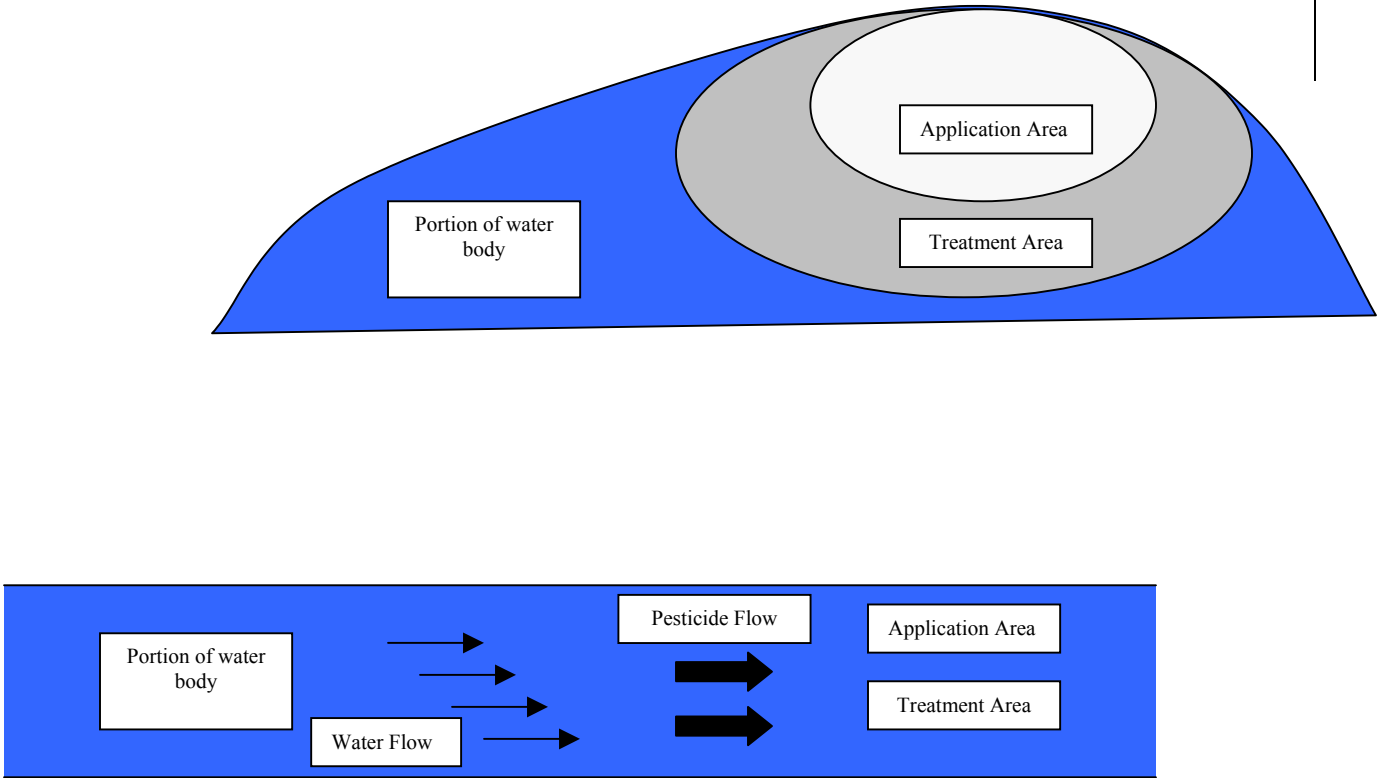 Application Area
Portion of water
body
Treatment Area
Pesticide Flow
Application Area
Portion of water
body
Treatment Area
Water Flow